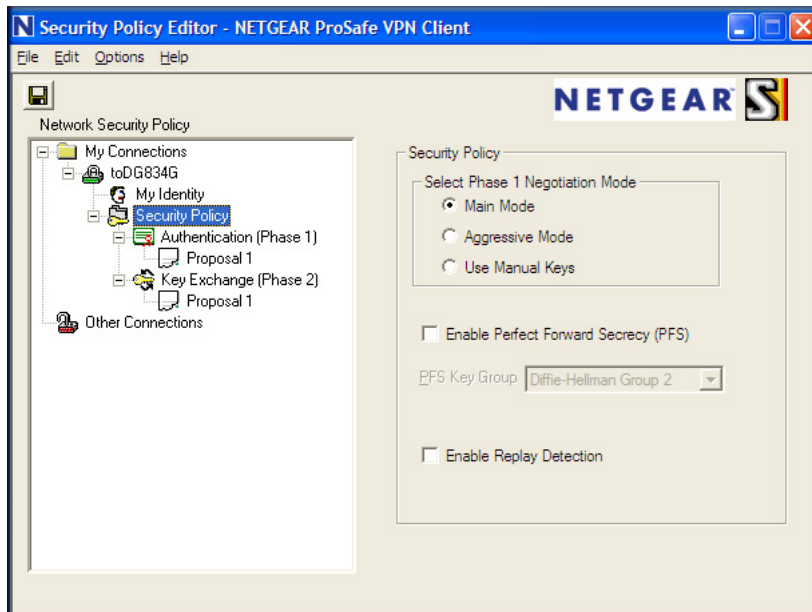 N Security Policy Editor - NETGEAR ProSafe VPN Client
File Edit Options Help
NETGEAR S
Network Security Policy
My Connections
toDG834G
My Identity
Security Policy
Authentication (Phase 1)
Proposal 1
Key Exchange (Phase 2)
Proposal 1
Other Connections
Security Policy
Select Phase 1 Negotiation Mode
Main Mode
Aggressive Mode
Use Manual Keys
Enable Perfect Forward Secrecy (PFS)
PFS Key Group Diffie-Hellman Group 2
Enable Replay Detection